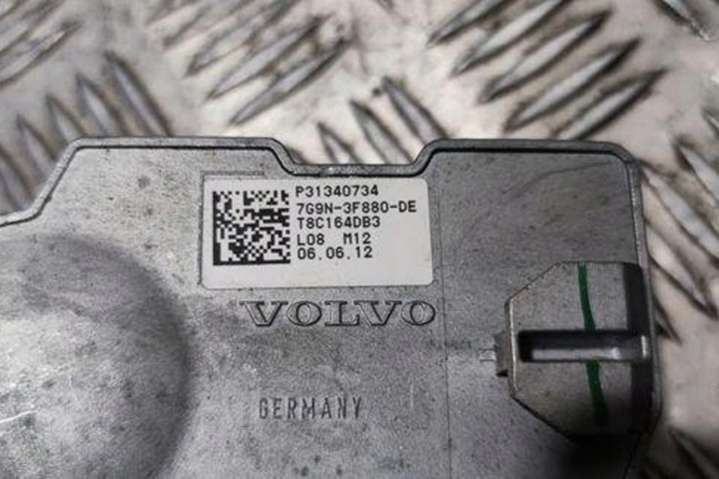 P31340734
7G9N-3F880-DE
T8C164DB3
L08 M12
06.06.12
VOLVO
GERMANY